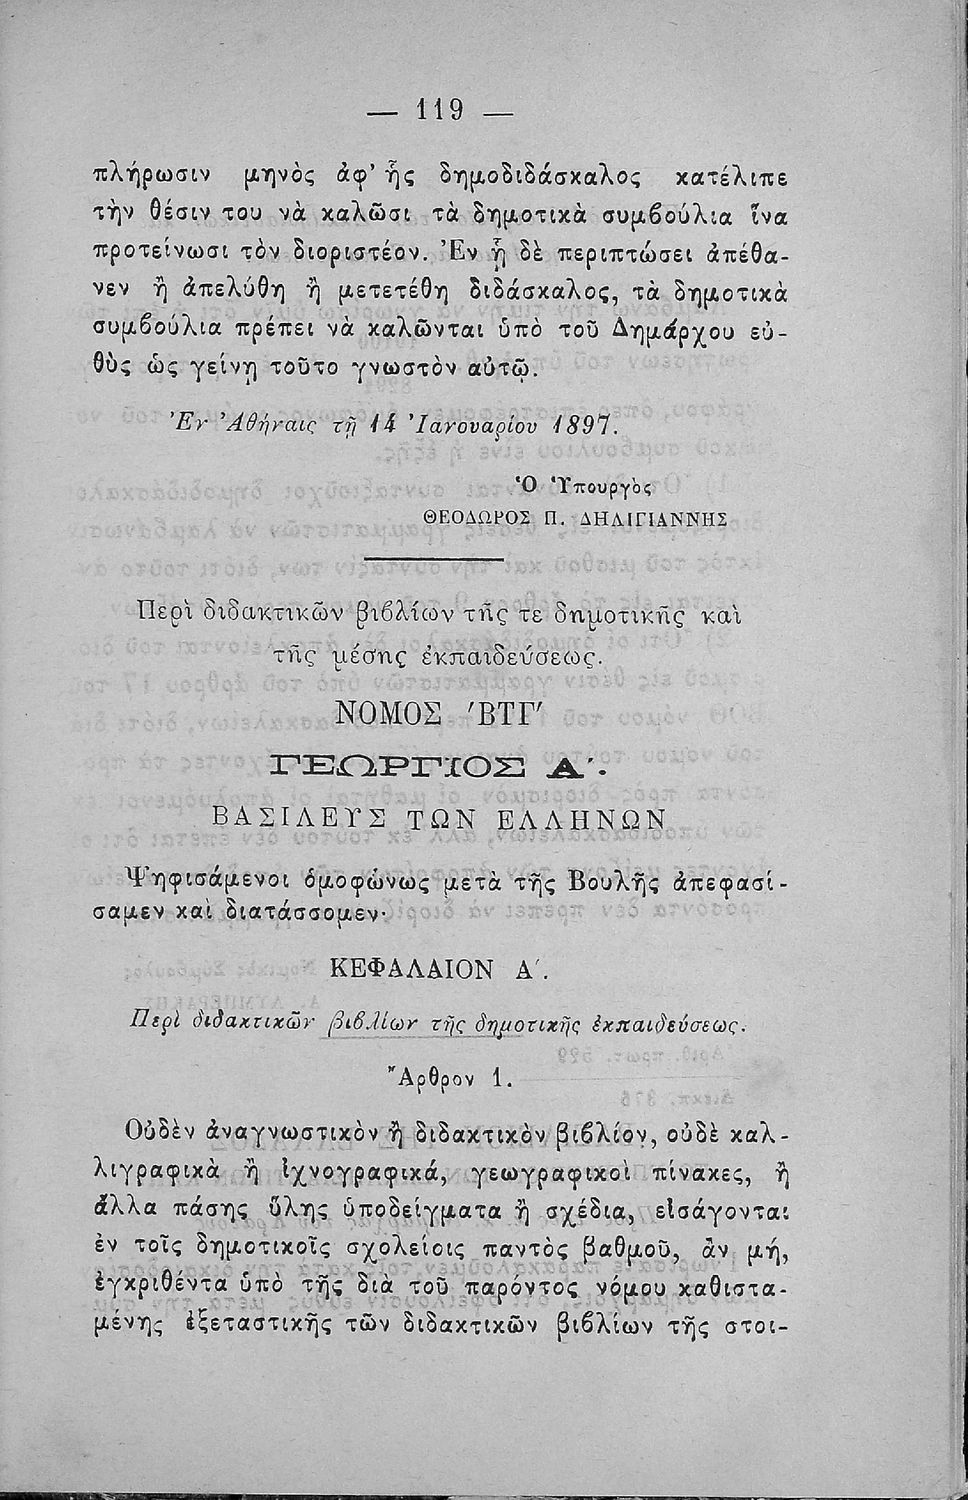 — 119 —
πλήρωσιν μηνὸς ἀφ’ ἧς δημοδιδάσκαλος κατέλιπε
τὴν θέσιν του νὰ καλῶσι τὰ δημοτικὰ συμβούλια ἵνα
προτείνωσι τὸν διοριστέον. Ἐν ᾗ δὲ περιπτώσει ἀπέθα-
νεν ἢ ἀπελύθη ἢ μετετέθη διδάσκαλος, τὰ δημοτικὰ
συμβούλια πρέπει νὰ καλῶνται ὑπὸ τοῦ Δημάρχου εὐ-
θὺς ὡς γείνῃ τοῦτο γνωστὸν αὐτῷ.
Ἐν Ἀθήναις τῇ 14 Ἰανουαρίου 1897.
Ὁ Ὑπουργὸς
ΘΕΟΔΩΡΟΣ Π. ΔΗΛΙΓΙΑΝΝΗΣ
Περὶ διδακτικῶν βιβλίων τῆς τε δημοτικῆς καὶ
τῆς μέσης ἐκπαιδεύσεως.
ΝΟΜΟΣ ͵ΒΤΓ′
ΓΕΩΡΓΙΟΣ Α΄.
ΒΑΣΙΛΕΥΣ ΤΩΝ ΕΛΛΗΝΩΝ
Ψηφισάμενοι ὁμοφώνως μετὰ τῆς Βουλῆς ἀπεφασί-
σαμεν καὶ διατάσσομεν·
ΚΕΦΑΛΑΙΟΝ Α΄.
Περὶ διδακτικῶν βιβλίων τῆς δημοτικῆς ἐκπαιδεύσεως.
Ἄρθρον 1.
Οὐδὲν ἀναγνωστικὸν ἢ διδακτικὸν βιβλίον, οὐδὲ καλ-
λιγραφικὰ ἢ ἰχνογραφικά, γεωγραφικοὶ πίνακες, ἢ
ἄλλα πάσης ὕλης ὑποδείγματα ἢ σχέδια, εἰσάγονται
ἐν τοῖς δημοτικοῖς σχολείοις παντὸς βαθμοῦ, ἂν μή,
ἐγκριθέντα ὑπὸ τῆς διὰ τοῦ παρόντος νόμου καθιστα-
μένης ἐξεταστικῆς τῶν διδακτικῶν βιβλίων τῆς στοι-